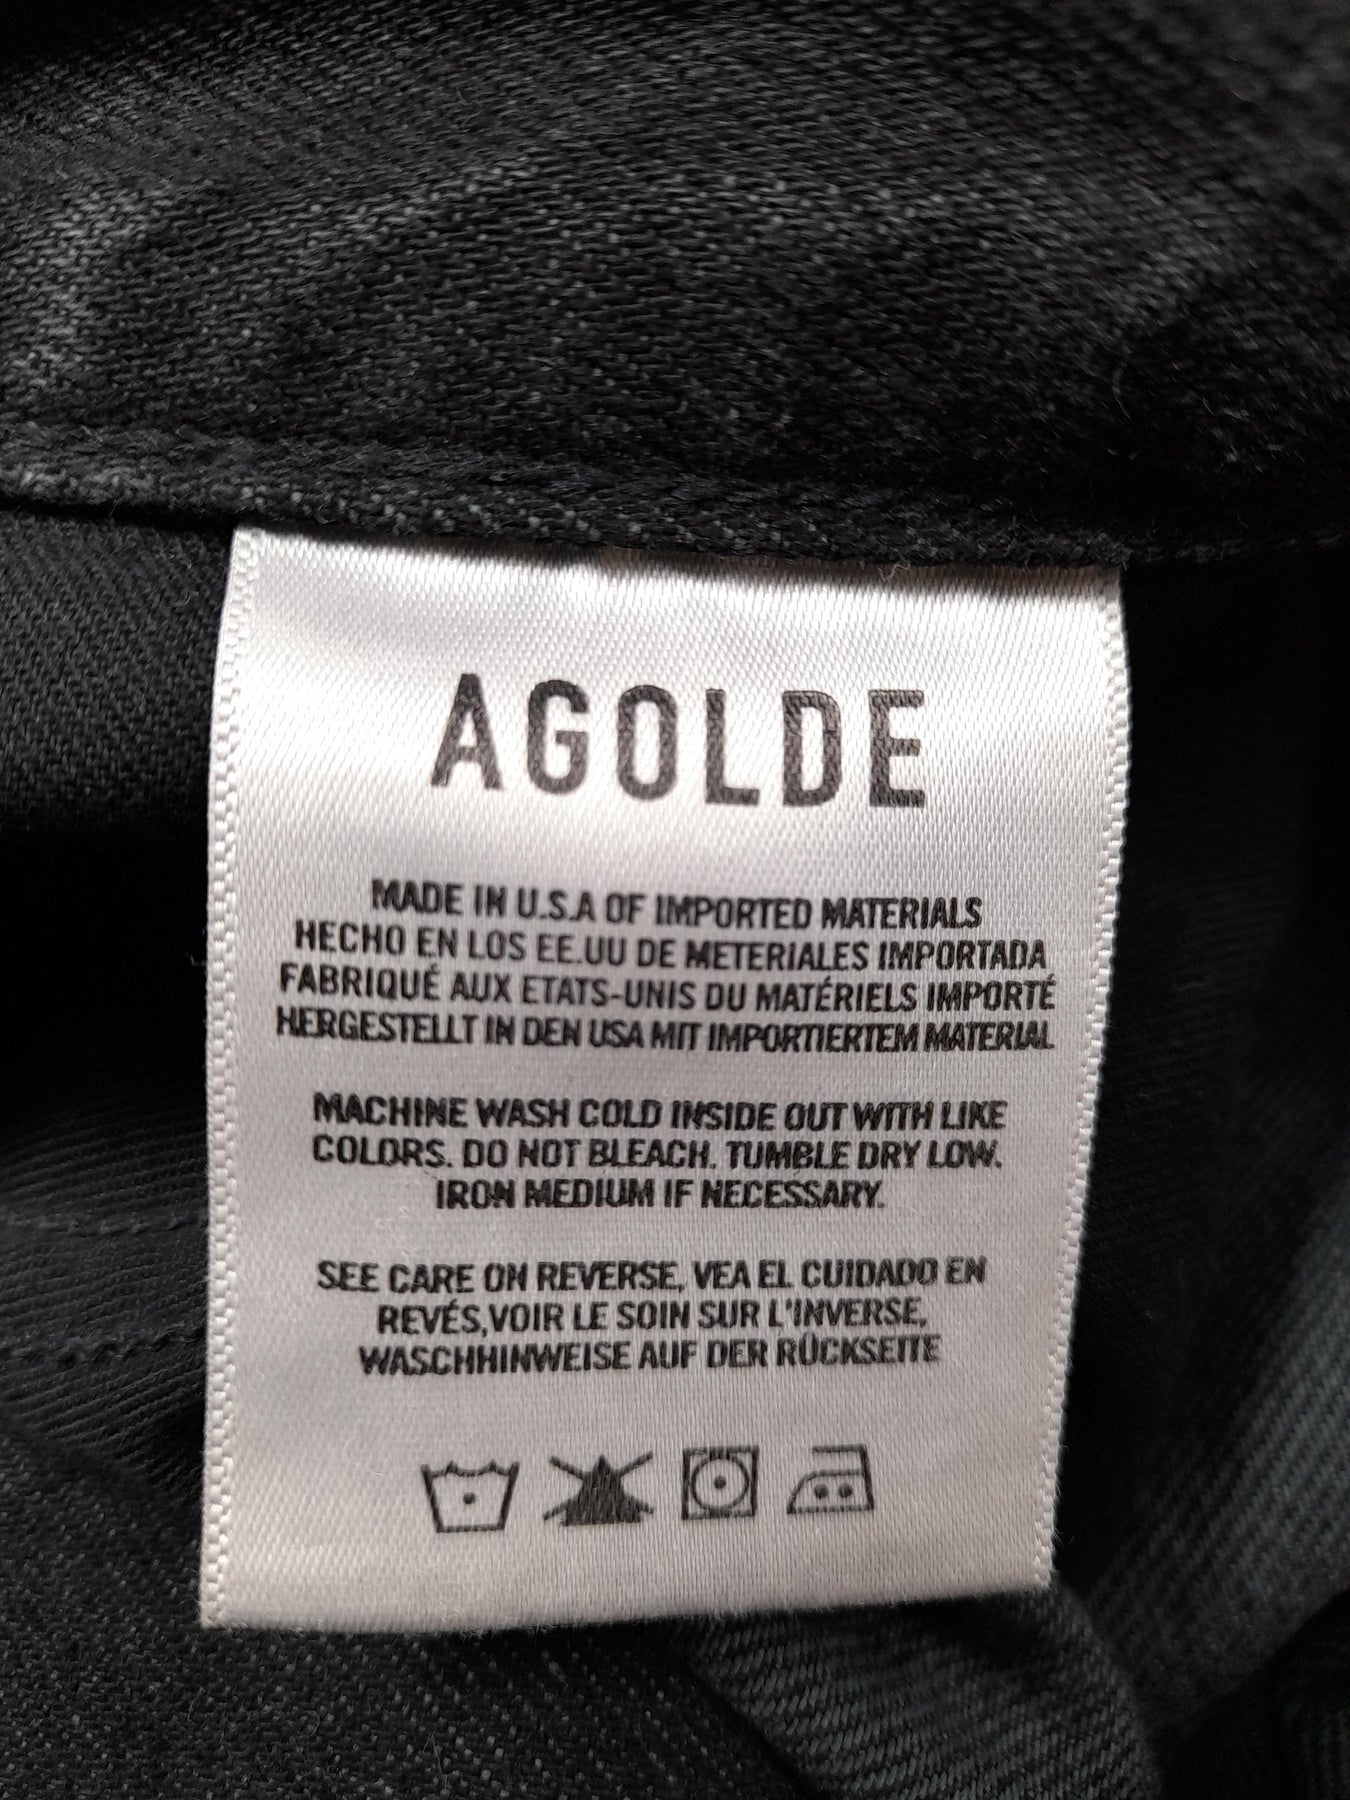 AGOLDE
MADE IN U.S.A OF IMPORTED MATERIALS
HECHO EN LOS EE.UU DE METERIALES IMPORTADA
FABRIQUÉ AUX ETATS-UNIS DU MATÉRIELS IMPORTÉ
HERGESTELLT IN DEN USA MIT IMPORTIERTEM MATERIAL
MACHINE WASH COLD INSIDE OUT WITH LIKE
COLORS. DO NOT BLEACH. TUMBLE DRY LOW.
IRON MEDIUM IF NECESSARY.
SEE CARE ON REVERSE, VEA EL CUIDADO EN
REVÉS,VOIR LE SOIN SUR L'INVERSE,
WASCHHINWEISE AUF DER RÜCKSEITE